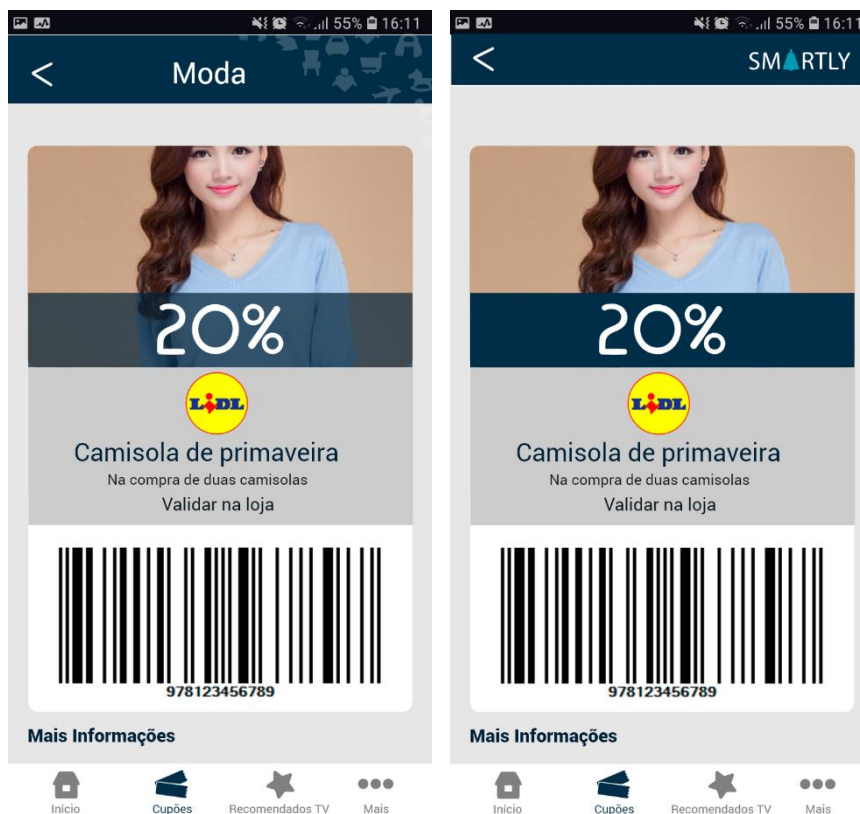 55% 16:11
Moda
20%
LIDL
Camisola de primaveira
Na compra de duas camisolas
Validar na loja
978123456789
Mais Informações
Início Cupões Recomendados TV Mais
55% 16:11
SMARTLY
20%
LIDL
Camisola de primaveira
Na compra de duas camisolas
Validar na loja
978123456789
Mais Informações
Início Cupões Recomendados TV Mais